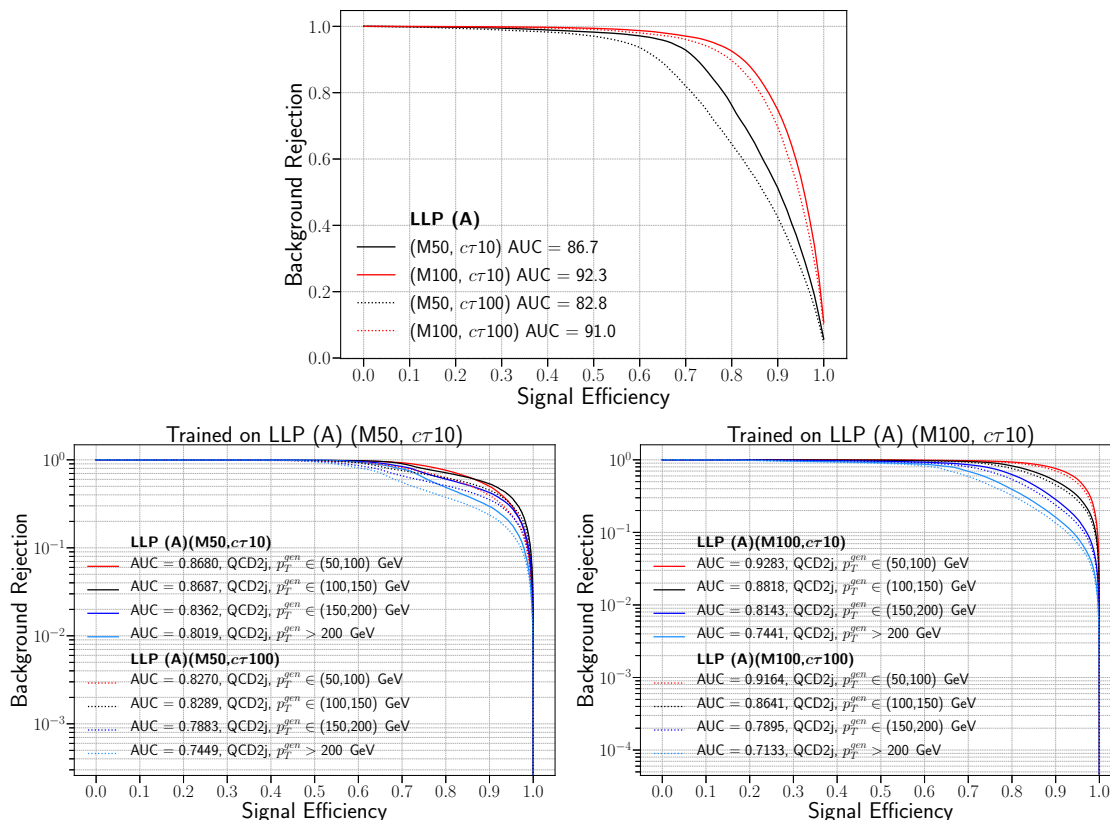 1.0
0.8
0.6
0.4
0.2
0.0
Background Rejection
LLP (A)
(M50, cτ10) AUC = 86.7
(M100, cτ10) AUC = 92.3
(M50, cτ100) AUC = 82.8
(M100, cτ100) AUC = 91.0
0.0 0.1 0.2 0.3 0.4 0.5 0.6 0.7 0.8 0.9 1.0
Signal Efficiency
Trained on LLP (A) (M50, cτ10)
10^0
10^-1
10^-2
10^-3
Background Rejection
LLP (A)(M50,cτ10)
AUC = 0.8680, QCD2j, p_T^gen ∈ (50,100) GeV
AUC = 0.8687, QCD2j, p_T^gen ∈ (100,150) GeV
AUC = 0.8362, QCD2j, p_T^gen ∈ (150,200) GeV
AUC = 0.8019, QCD2j, p_T^gen > 200 GeV
LLP (A)(M50,cτ100)
AUC = 0.8270, QCD2j, p_T^gen ∈ (50,100) GeV
AUC = 0.8289, QCD2j, p_T^gen ∈ (100,150) GeV
AUC = 0.7883, QCD2j, p_T^gen ∈ (150,200) GeV
AUC = 0.7449, QCD2j, p_T^gen > 200 GeV
0.0 0.1 0.2 0.3 0.4 0.5 0.6 0.7 0.8 0.9 1.0
Signal Efficiency
Trained on LLP (A) (M100, cτ10)
10^0
10^-1
10^-2
10^-3
10^-4
Background Rejection
LLP (A)(M100,cτ10)
AUC = 0.9283, QCD2j, p_T^gen ∈ (50,100) GeV
AUC = 0.8818, QCD2j, p_T^gen ∈ (100,150) GeV
AUC = 0.8143, QCD2j, p_T^gen ∈ (150,200) GeV
AUC = 0.7441, QCD2j, p_T^gen > 200 GeV
LLP (A)(M100,cτ100)
AUC = 0.9164, QCD2j, p_T^gen ∈ (50,100) GeV
AUC = 0.8641, QCD2j, p_T^gen ∈ (100,150) GeV
AUC = 0.7895, QCD2j, p_T^gen ∈ (150,200) GeV
AUC = 0.7133, QCD2j, p_T^gen > 200 GeV
0.0 0.1 0.2 0.3 0.4 0.5 0.6 0.7 0.8 0.9 1.0
Signal Efficiency